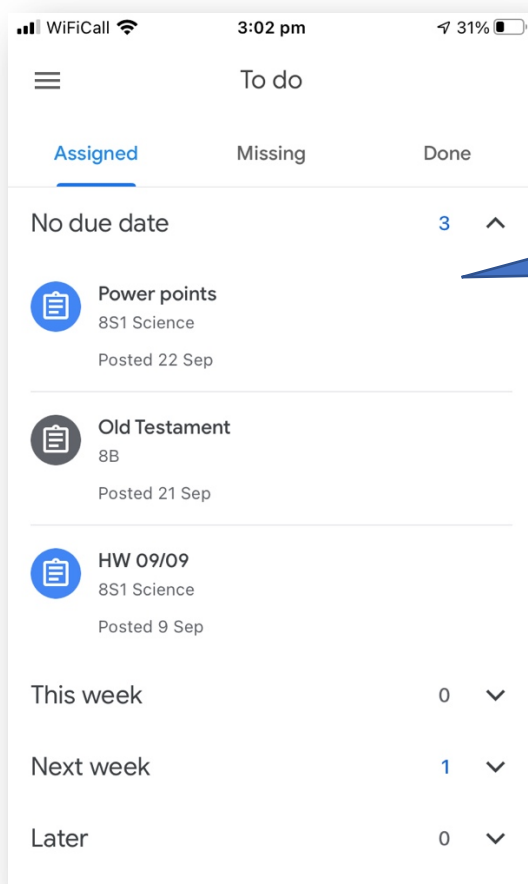 WiFiCall 3:02 pm 31%
To do
Assigned Missing Done
No due date 3
Power points
8S1 Science
Posted 22 Sep
Old Testament
8B
Posted 21 Sep
HW 09/09
8S1 Science
Posted 9 Sep
This week 0
Next week 1
Later 0